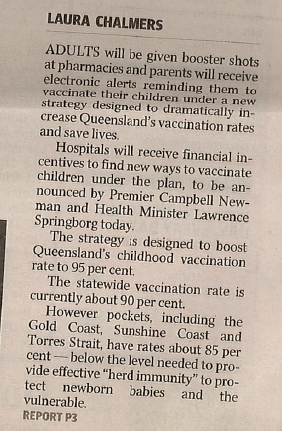 LAURA CHALMERS
ADULTS will be given booster shots
at pharmacies and parents will receive
electronic alerts reminding them to
vaccinate their children under a new
strategy designed to dramatically in-
crease Queensland's vaccination rates
and save lives.
Hospitals will receive financial in-
centives to find new ways to vaccinate
children under the plan, to be an-
nounced by Premier Campbell New-
man and Health Minister Lawrence
Springborg today.
The strategy is designed to boost
Queensland's childhood vaccination
rate to 95 per cent.
The statewide vaccination rate is
currently about 90 per cent.
However pockets, including the
Gold Coast, Sunshine Coast and
Torres Strait, have rates about 85 per
cent — below the level needed to pro-
vide effective "herd immunity" to pro-
tect newborn babies and the
vulnerable.
REPORT P3